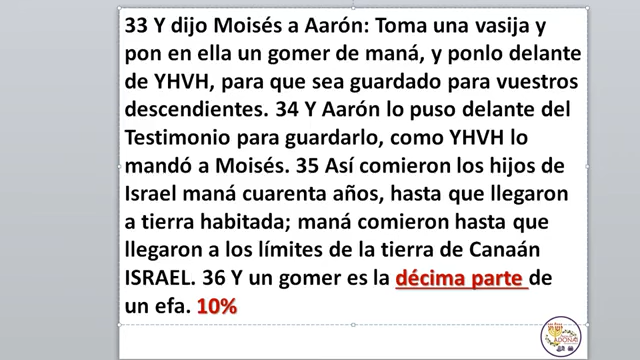 33 Y dijo Moisés a Aarón: Toma una vasija y
pon en ella un gomer de maná, y ponlo delante
de YHVH, para que sea guardado para vuestros
descendientes. 34 Y Aarón lo puso delante del
Testimonio para guardarlo, como YHVH lo
mandó a Moisés. 35 Así comieron los hijos de
Israel maná cuarenta años, hasta que llegaron
a tierra habitada; maná comieron hasta que
llegaron a los límites de la tierra de Canaán
ISRAEL. 36 Y un gomer es la décima parte de
un efa. 10%
ADONAI